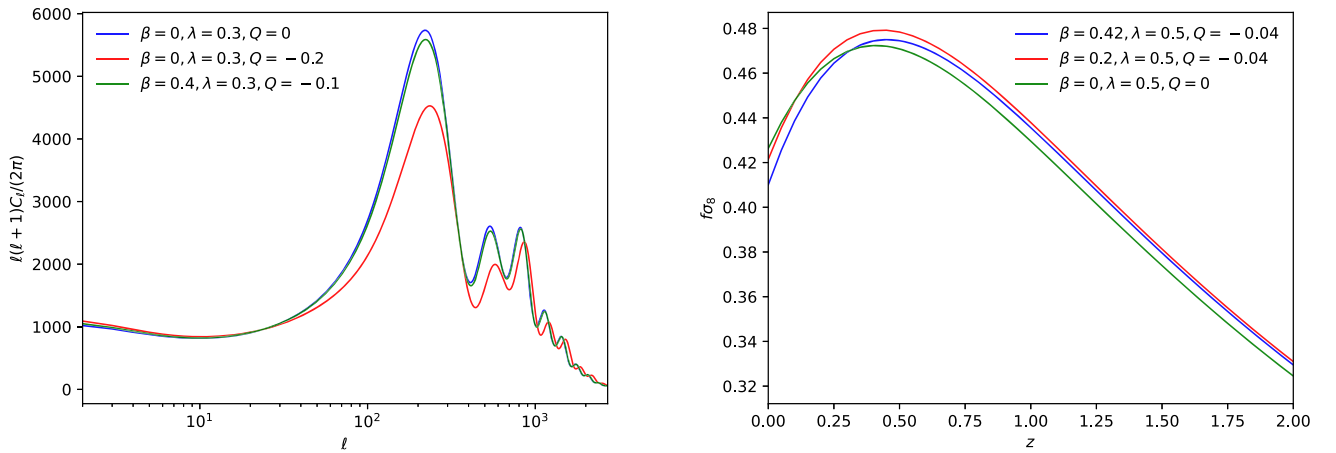 6000
5000
4000
3000
2000
1000
0
ℓ(ℓ + 1)Cℓ/(2π)
β = 0, λ = 0.3, Q = 0
β = 0, λ = 0.3, Q = −0.2
β = 0.4, λ = 0.3, Q = −0.1
10¹ 10² 10³
ℓ
0.48
0.46
0.44
0.42
0.40
0.38
0.36
0.34
0.32
fσ₈
β = 0.42, λ = 0.5, Q = −0.04
β = 0.2, λ = 0.5, Q = −0.04
β = 0, λ = 0.5, Q = 0
0.00 0.25 0.50 0.75 1.00 1.25 1.50 1.75 2.00
z